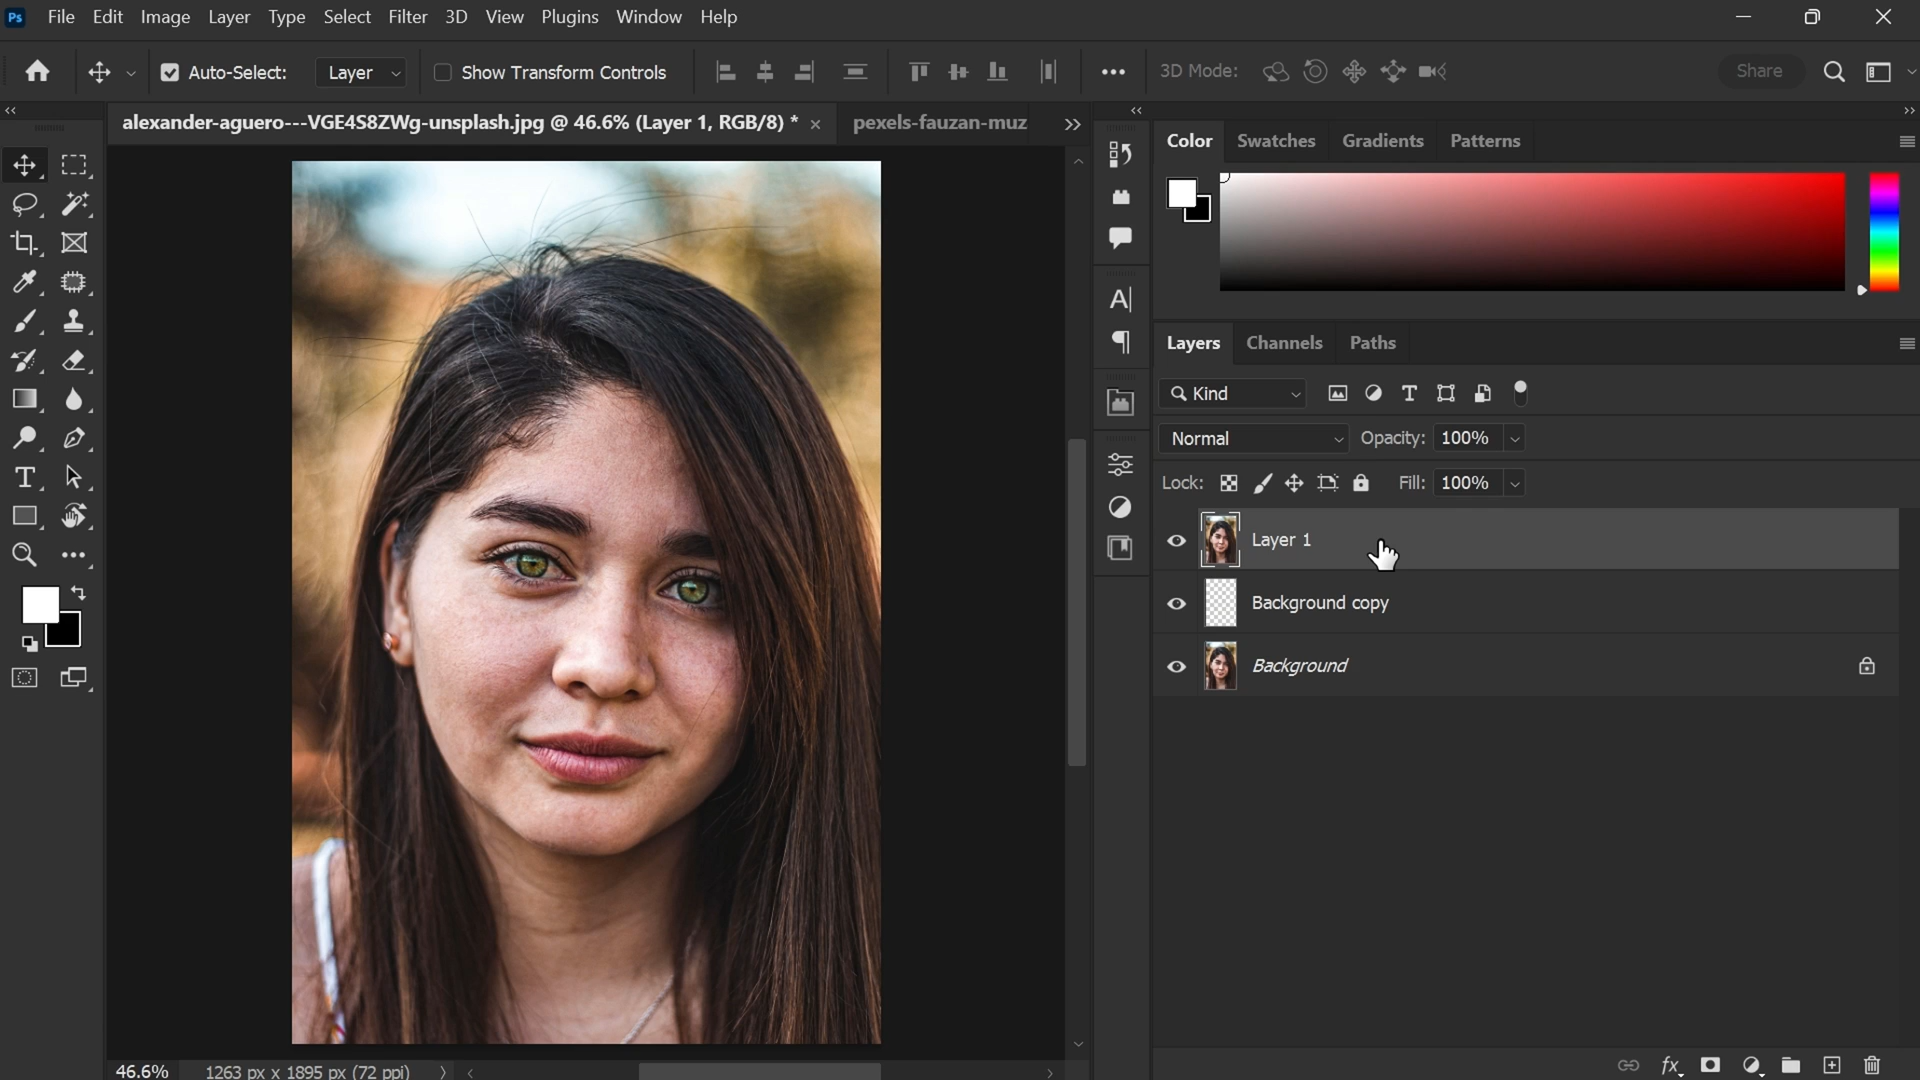 Ps File Edit Image Layer Type Select Filter 3D View Plugins Window Help
Auto-Select: Layer Show Transform Controls 3D Mode: Share
alexander-aguero---VGE4S8ZWg-unsplash.jpg @ 46.6% (Layer 1, RGB/8) * pexels-fauzan-muz
Color Swatches Gradients Patterns
Layers Channels Paths
Kind
Normal Opacity: 100%
Lock: Fill: 100%
Layer 1
Background copy
Background
46.6% 1263 px x 1895 px (72 ppi)